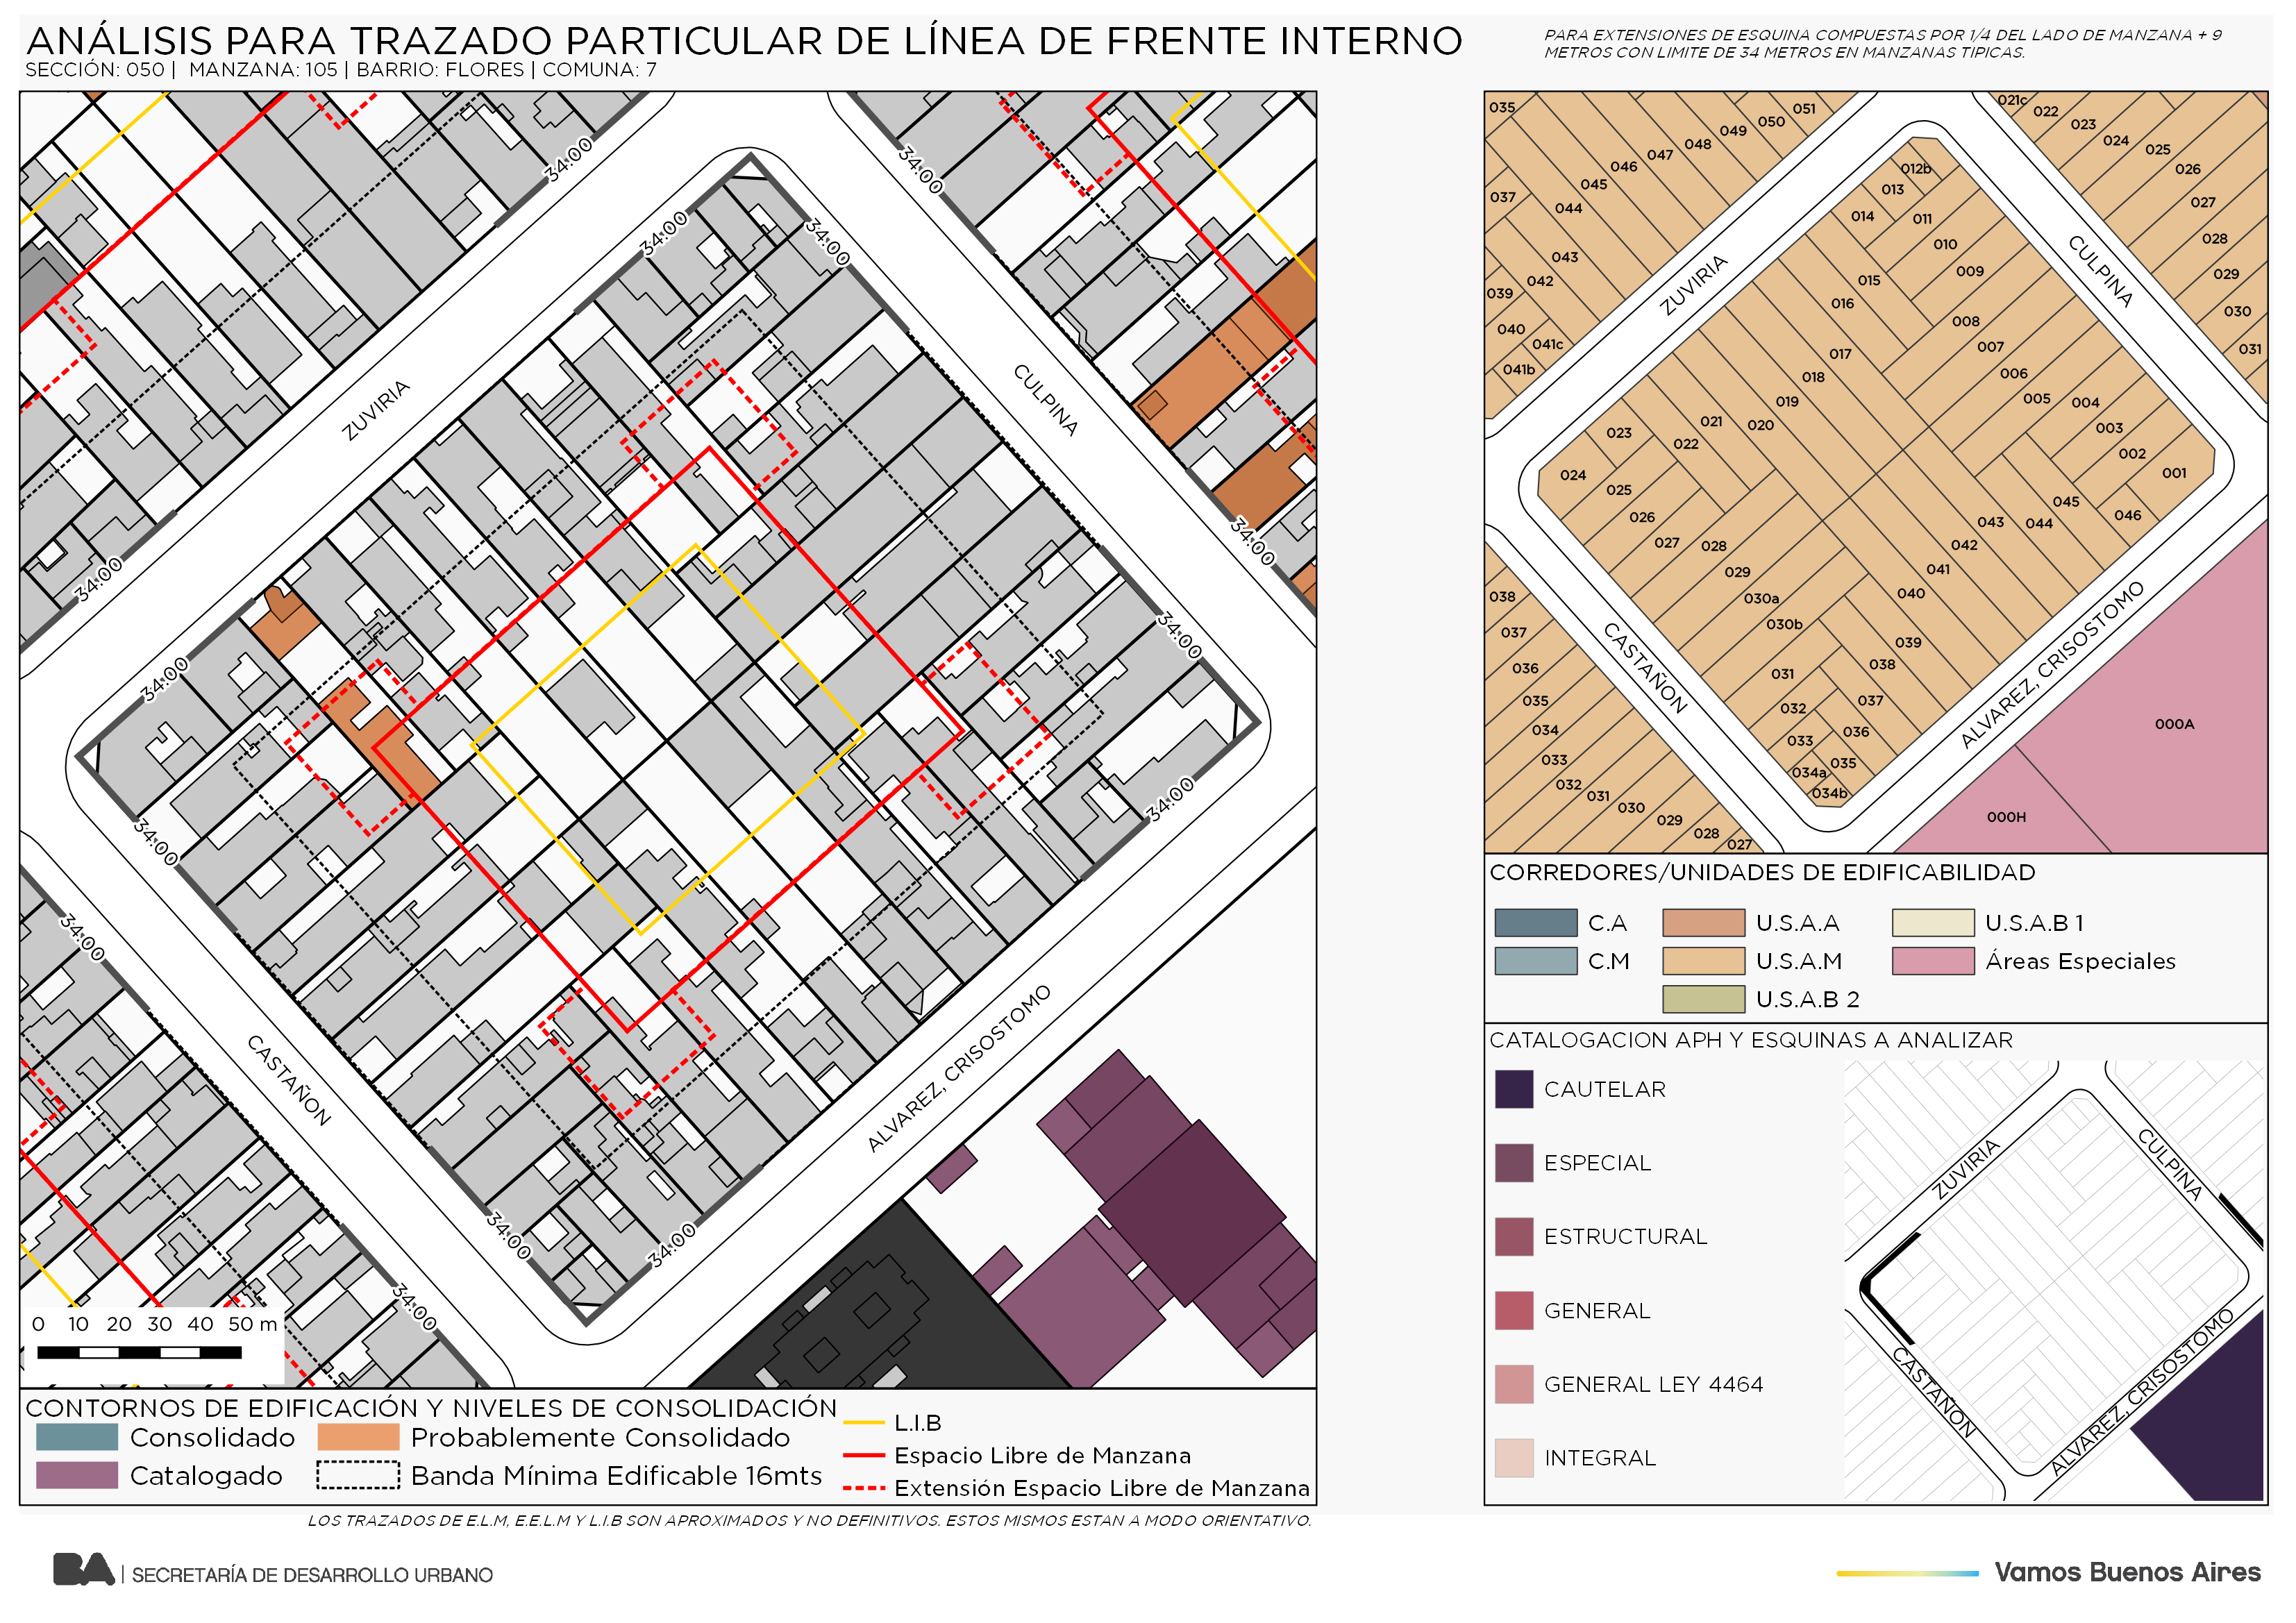 ANÁLISIS PARA TRAZADO PARTICULAR DE LÍNEA DE FRENTE INTERNO
SECCIÓN: 050 | MANZANA: 105 | BARRIO: FLORES | COMUNA: 7
PARA EXTENSIONES DE ESQUINA COMPUESTAS POR 1/4 DEL LADO DE MANZANA + 9
METROS CON LIMITE DE 34 METROS EN MANZANAS TIPICAS.
34.00
34.00
34.00
34.00
ZUVIRIA
CULPINA
34.00
34.00
34.00
34.00
34.00
34.00
34.00
CASTAÑON
ALVAREZ, CRISOSTOMO
34.00
34.00
34.00
0 10 20 30 40 50 m
CONTORNOS DE EDIFICACIÓN Y NIVELES DE CONSOLIDACIÓN
Consolidado
Probablemente Consolidado
Catalogado
Banda Mínima Edificable 16mts
L.I.B
Espacio Libre de Manzana
Extensión Espacio Libre de Manzana
LOS TRAZADOS DE E.L.M, E.E.L.M Y L.I.B SON APROXIMADOS Y NO DEFINITIVOS. ESTOS MISMOS ESTAN A MODO ORIENTATIVO.
035
051
050
049
048
047
046
045
044
043
042
037
039
040
041c
041b
021c
022
023
024
025
026
027
028
029
030
031
ZUVIRIA
CULPINA
012b
013
014
011
010
009
015
016
008
007
006
005
004
003
002
001
017
018
019
020
021
022
023
024
025
026
027
028
029
030a
030b
031
032
033
034a
034b
035
036
037
038
039
040
041
042
043
044
045
046
CASTAÑON
ALVAREZ, CRISOSTOMO
038
037
036
035
034
033
032
031
030
029
028
027
000A
000H
CORREDORES/UNIDADES DE EDIFICABILIDAD
C.A
U.S.A.A
U.S.A.B 1
C.M
U.S.A.M
Áreas Especiales
U.S.A.B 2
CATALOGACION APH Y ESQUINAS A ANALIZAR
CAUTELAR
ESPECIAL
ESTRUCTURAL
GENERAL
GENERAL LEY 4464
INTEGRAL
ZUVIRIA
CULPINA
CASTAÑON
ALVAREZ, CRISOSTOMO
BA | SECRETARÍA DE DESARROLLO URBANO
Vamos Buenos Aires